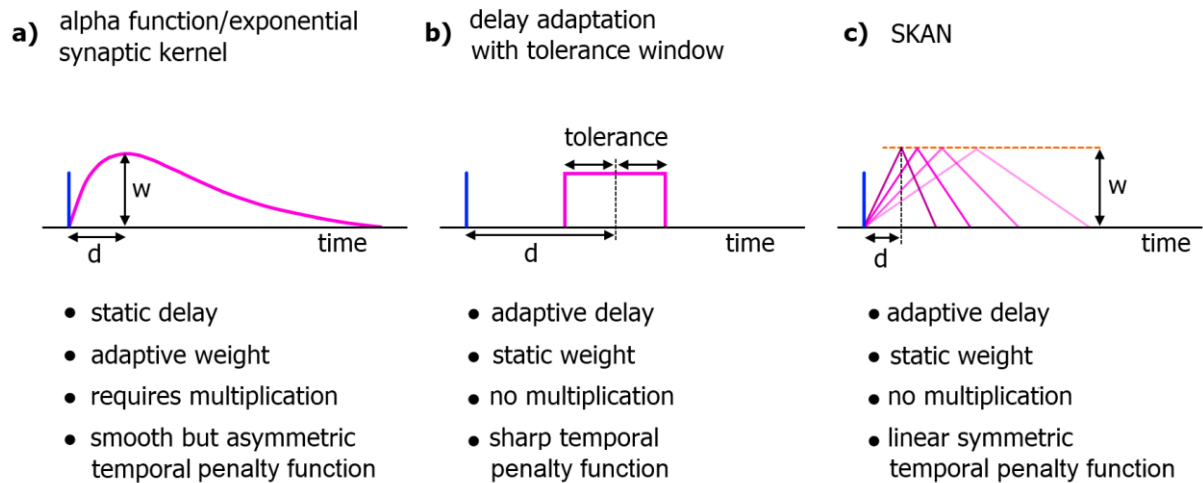 a) alpha function/exponential
synaptic kernel
w
d
time
• static delay
• adaptive weight
• requires multiplication
• smooth but asymmetric
temporal penalty function
b) delay adaptation
with tolerance window
tolerance
d
time
• adaptive delay
• static weight
• no multiplication
• sharp temporal
penalty function
c) SKAN
w
d
time
• adaptive delay
• static weight
• no multiplication
• linear symmetric
temporal penalty function